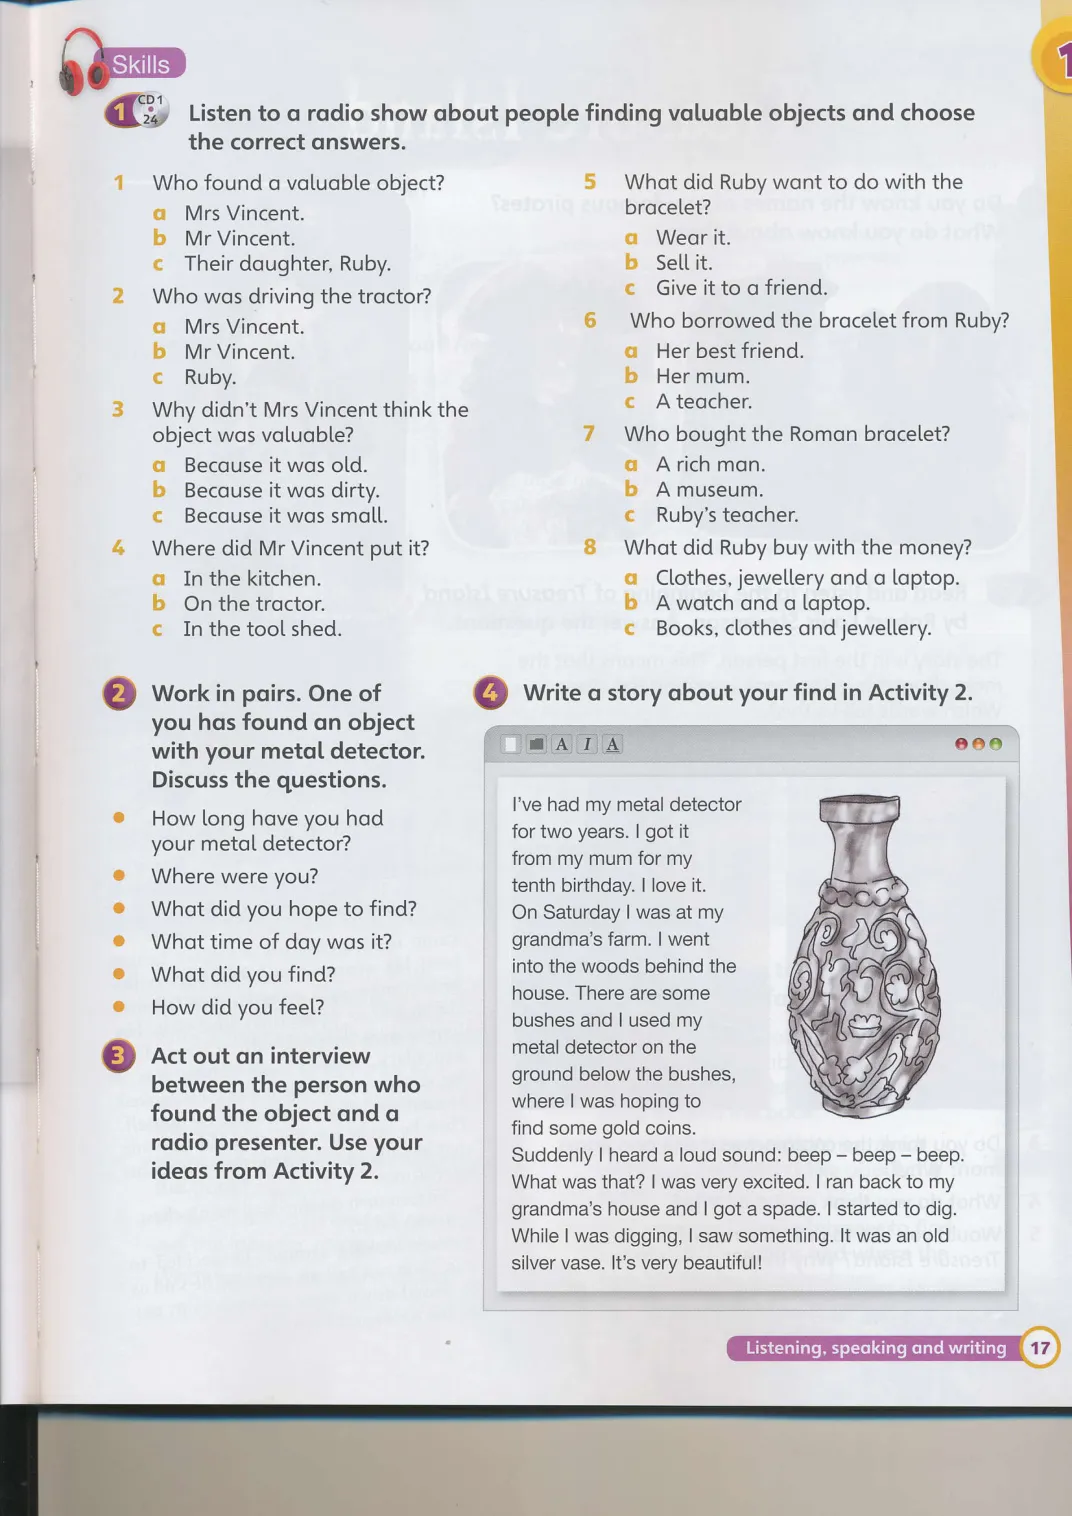 Skills
1
1 CD1 24 Listen to a radio show about people finding valuable objects and choose
the correct answers.
1 Who found a valuable object?
a Mrs Vincent.
b Mr Vincent.
c Their daughter, Ruby.
2 Who was driving the tractor?
a Mrs Vincent.
b Mr Vincent.
c Ruby.
3 Why didn't Mrs Vincent think the
object was valuable?
a Because it was old.
b Because it was dirty.
c Because it was small.
4 Where did Mr Vincent put it?
a In the kitchen.
b On the tractor.
c In the tool shed.
5 What did Ruby want to do with the
bracelet?
a Wear it.
b Sell it.
c Give it to a friend.
6 Who borrowed the bracelet from Ruby?
a Her best friend.
b Her mum.
c A teacher.
7 Who bought the Roman bracelet?
a A rich man.
b A museum.
c Ruby's teacher.
8 What did Ruby buy with the money?
a Clothes, jewellery and a laptop.
b A watch and a laptop.
c Books, clothes and jewellery.
2 Work in pairs. One of
you has found an object
with your metal detector.
Discuss the questions.
• How long have you had
your metal detector?
• Where were you?
• What did you hope to find?
• What time of day was it?
• What did you find?
• How did you feel?
3 Act out an interview
between the person who
found the object and a
radio presenter. Use your
ideas from Activity 2.
4 Write a story about your find in Activity 2.
A I A
I've had my metal detector
for two years. I got it
from my mum for my
tenth birthday. I love it.
On Saturday I was at my
grandma's farm. I went
into the woods behind the
house. There are some
bushes and I used my
metal detector on the
ground below the bushes,
where I was hoping to
find some gold coins.
Suddenly I heard a loud sound: beep – beep – beep.
What was that? I was very excited. I ran back to my
grandma's house and I got a spade. I started to dig.
While I was digging, I saw something. It was an old
silver vase. It's very beautiful!
Listening, speaking and writing 17